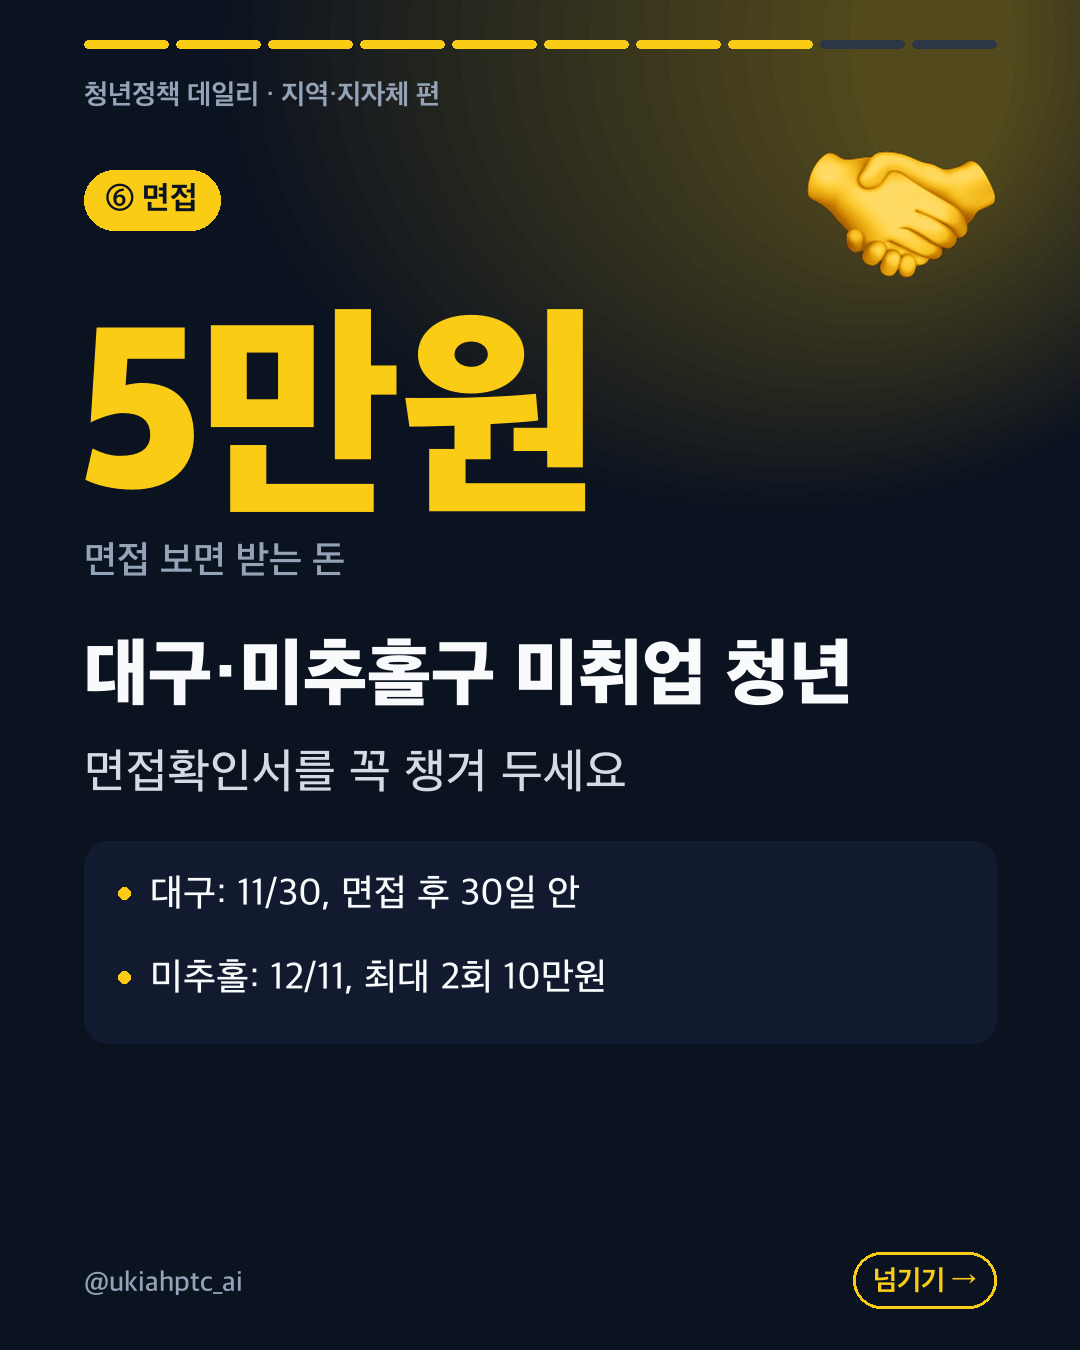 청년정책 데일리 · 지역·지자체 편
⑥ 면접
5만원
면접 보면 받는 돈
대구·미추홀구 미취업 청년
면접확인서를 꼭 챙겨 두세요
• 대구: 11/30, 면접 후 30일 안
• 미추홀: 12/11, 최대 2회 10만원
@ukiahptc_ai
넘기기 →